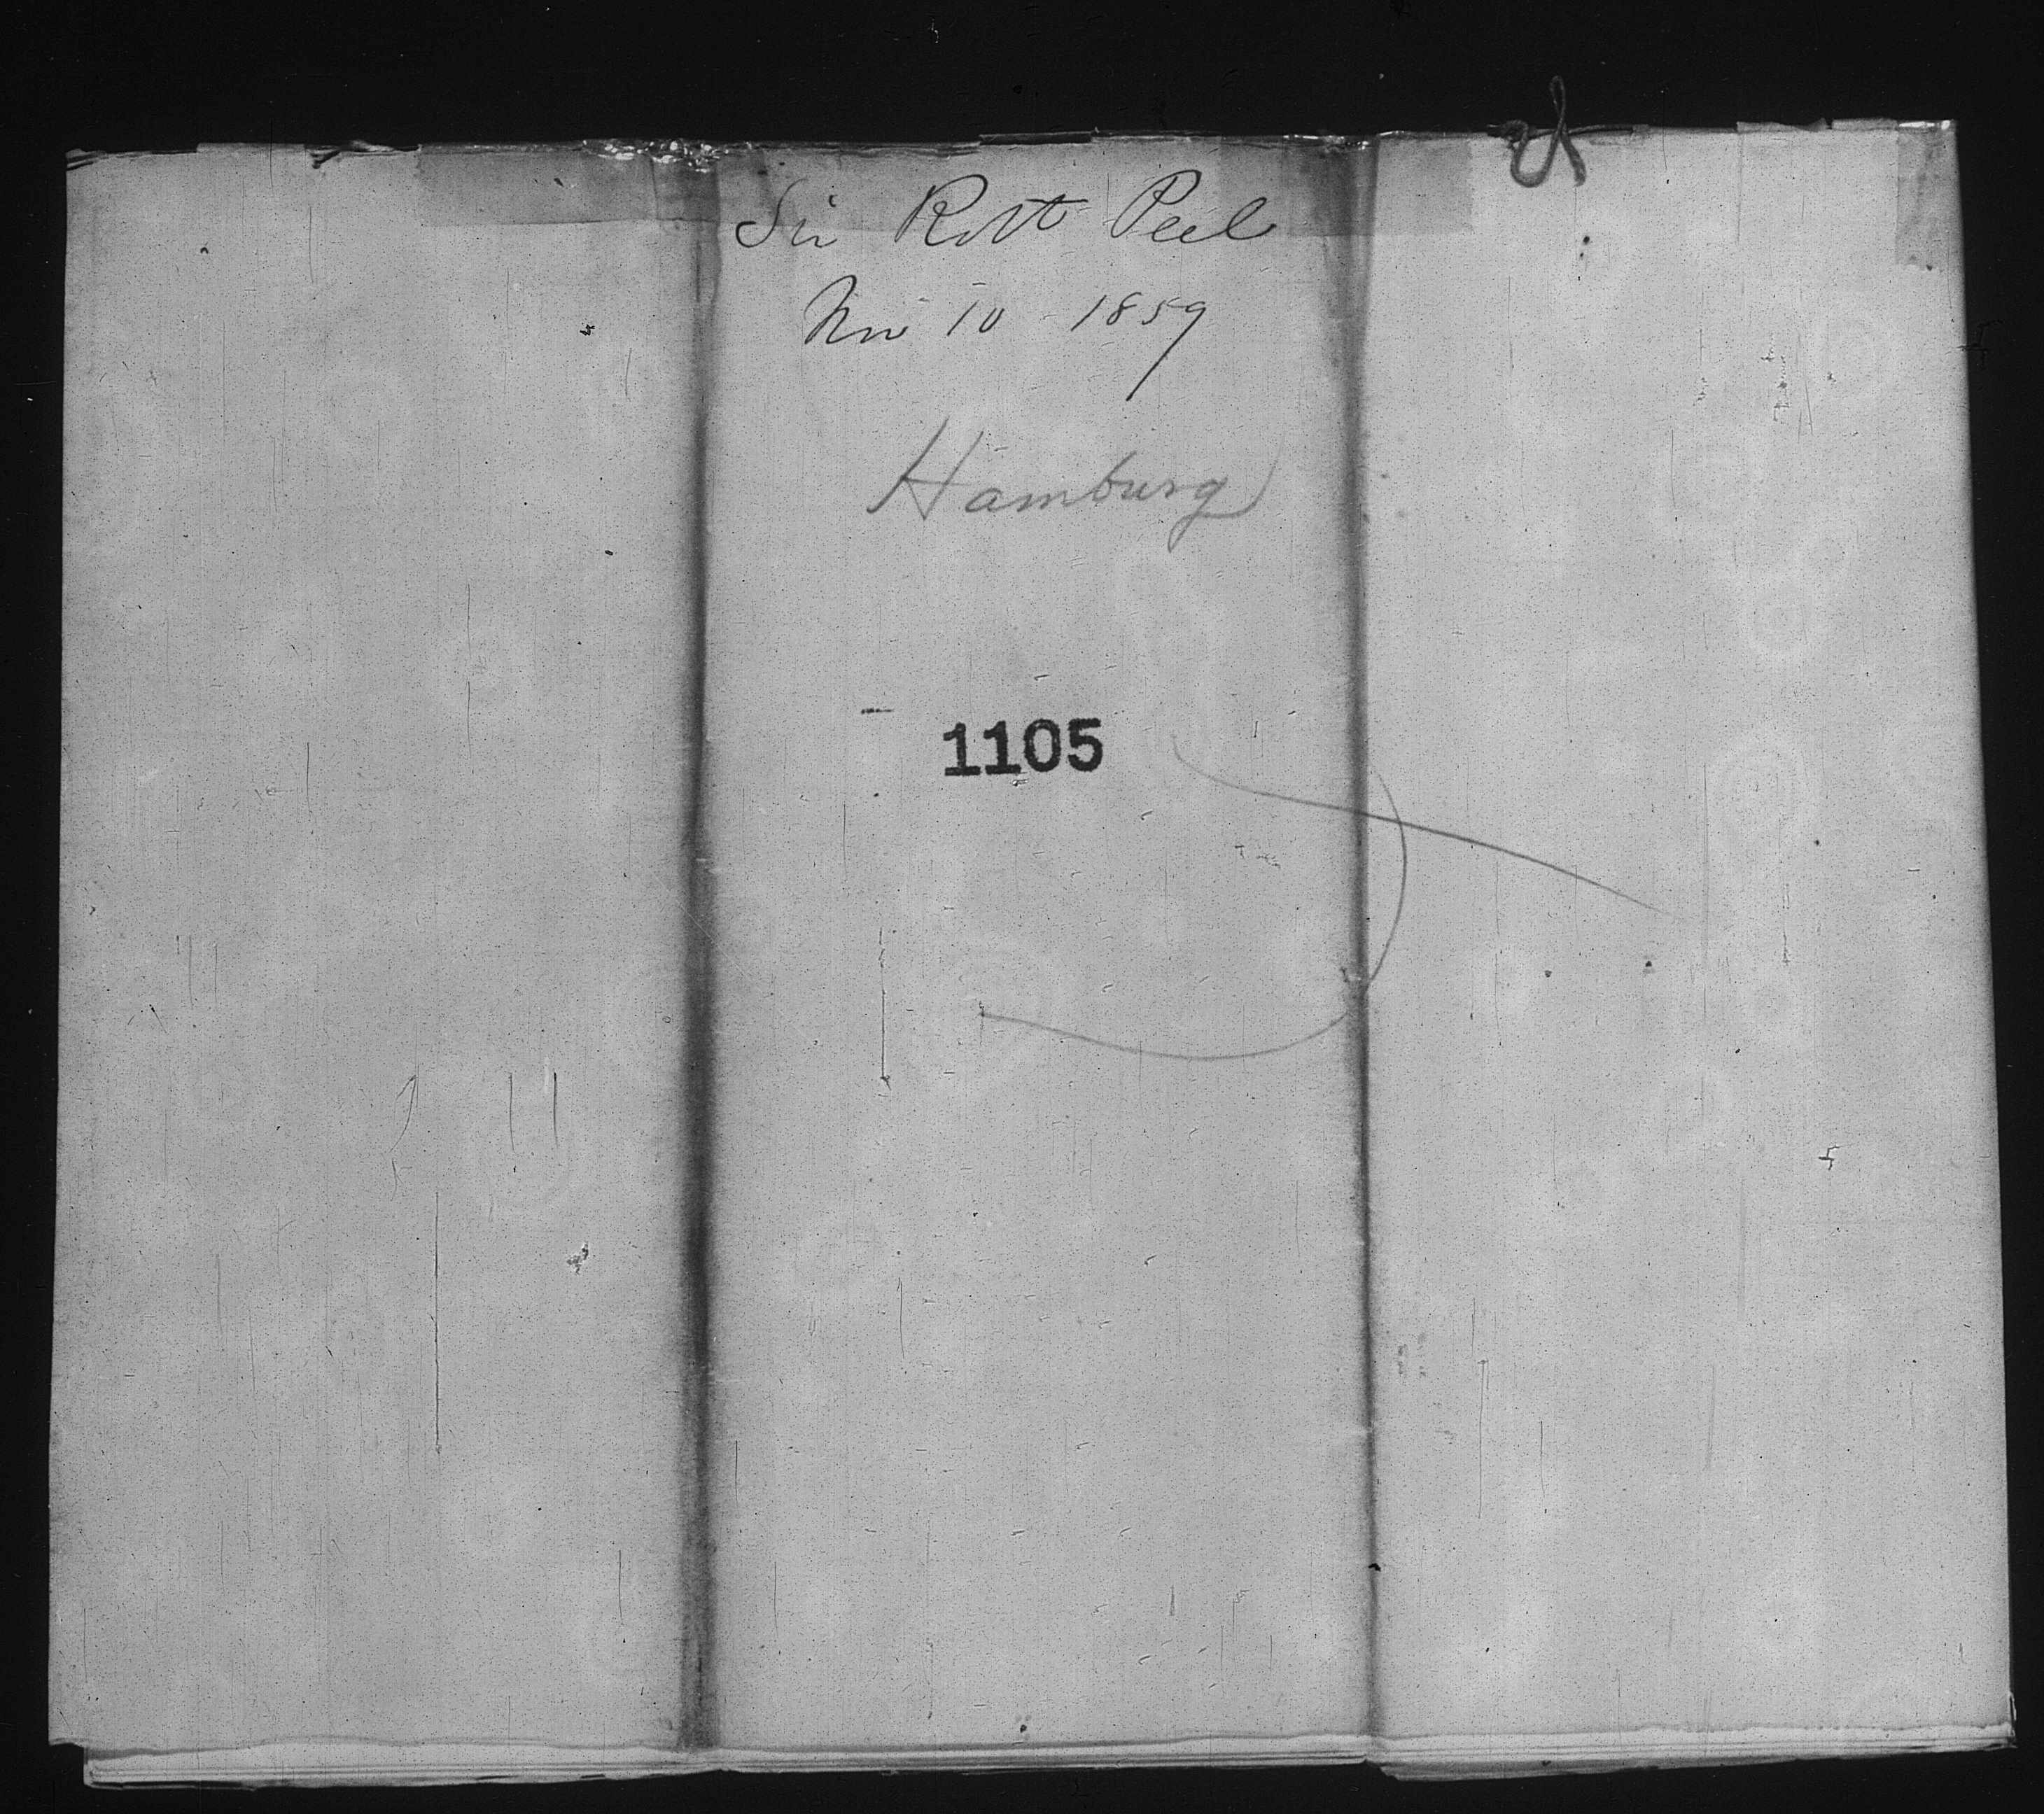 Sir Robt Peel
Nov 10 - 1859
Hamburg
1105